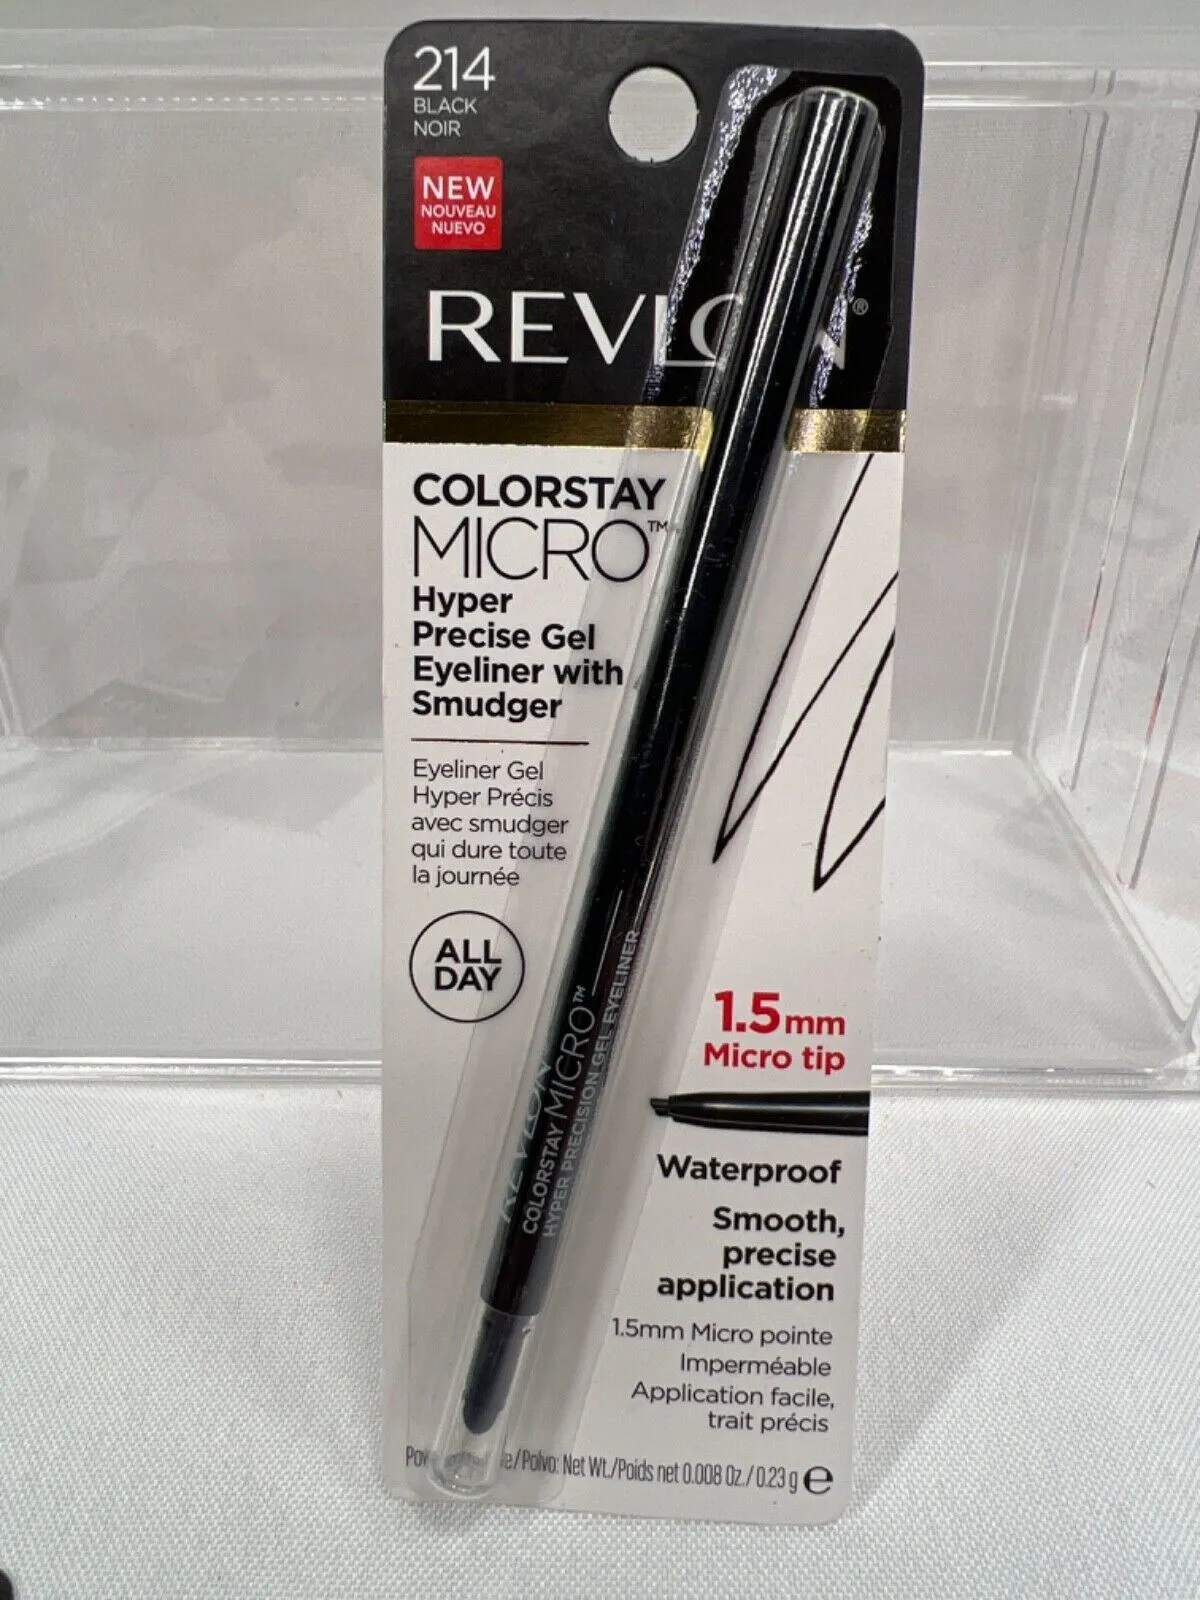 214
BLACK
NOIR
NEW
NOUVEAU
NUEVO
REVLON®
COLORSTAY
MICRO™
Hyper
Precise Gel
Eyeliner with
Smudger
Eyeliner Gel
Hyper Précis
avec smudger
qui dure toute
la journée
ALL
DAY
REVLON
COLORSTAY MICRO™
HYPER PRECISION GEL EYELINER
1.5mm
Micro tip
Waterproof
Smooth,
precise
application
1.5mm Micro pointe
Imperméable
Application facile,
trait précis
/Polvo: Net Wt./Poids net 0.008 Oz./0.23 g e